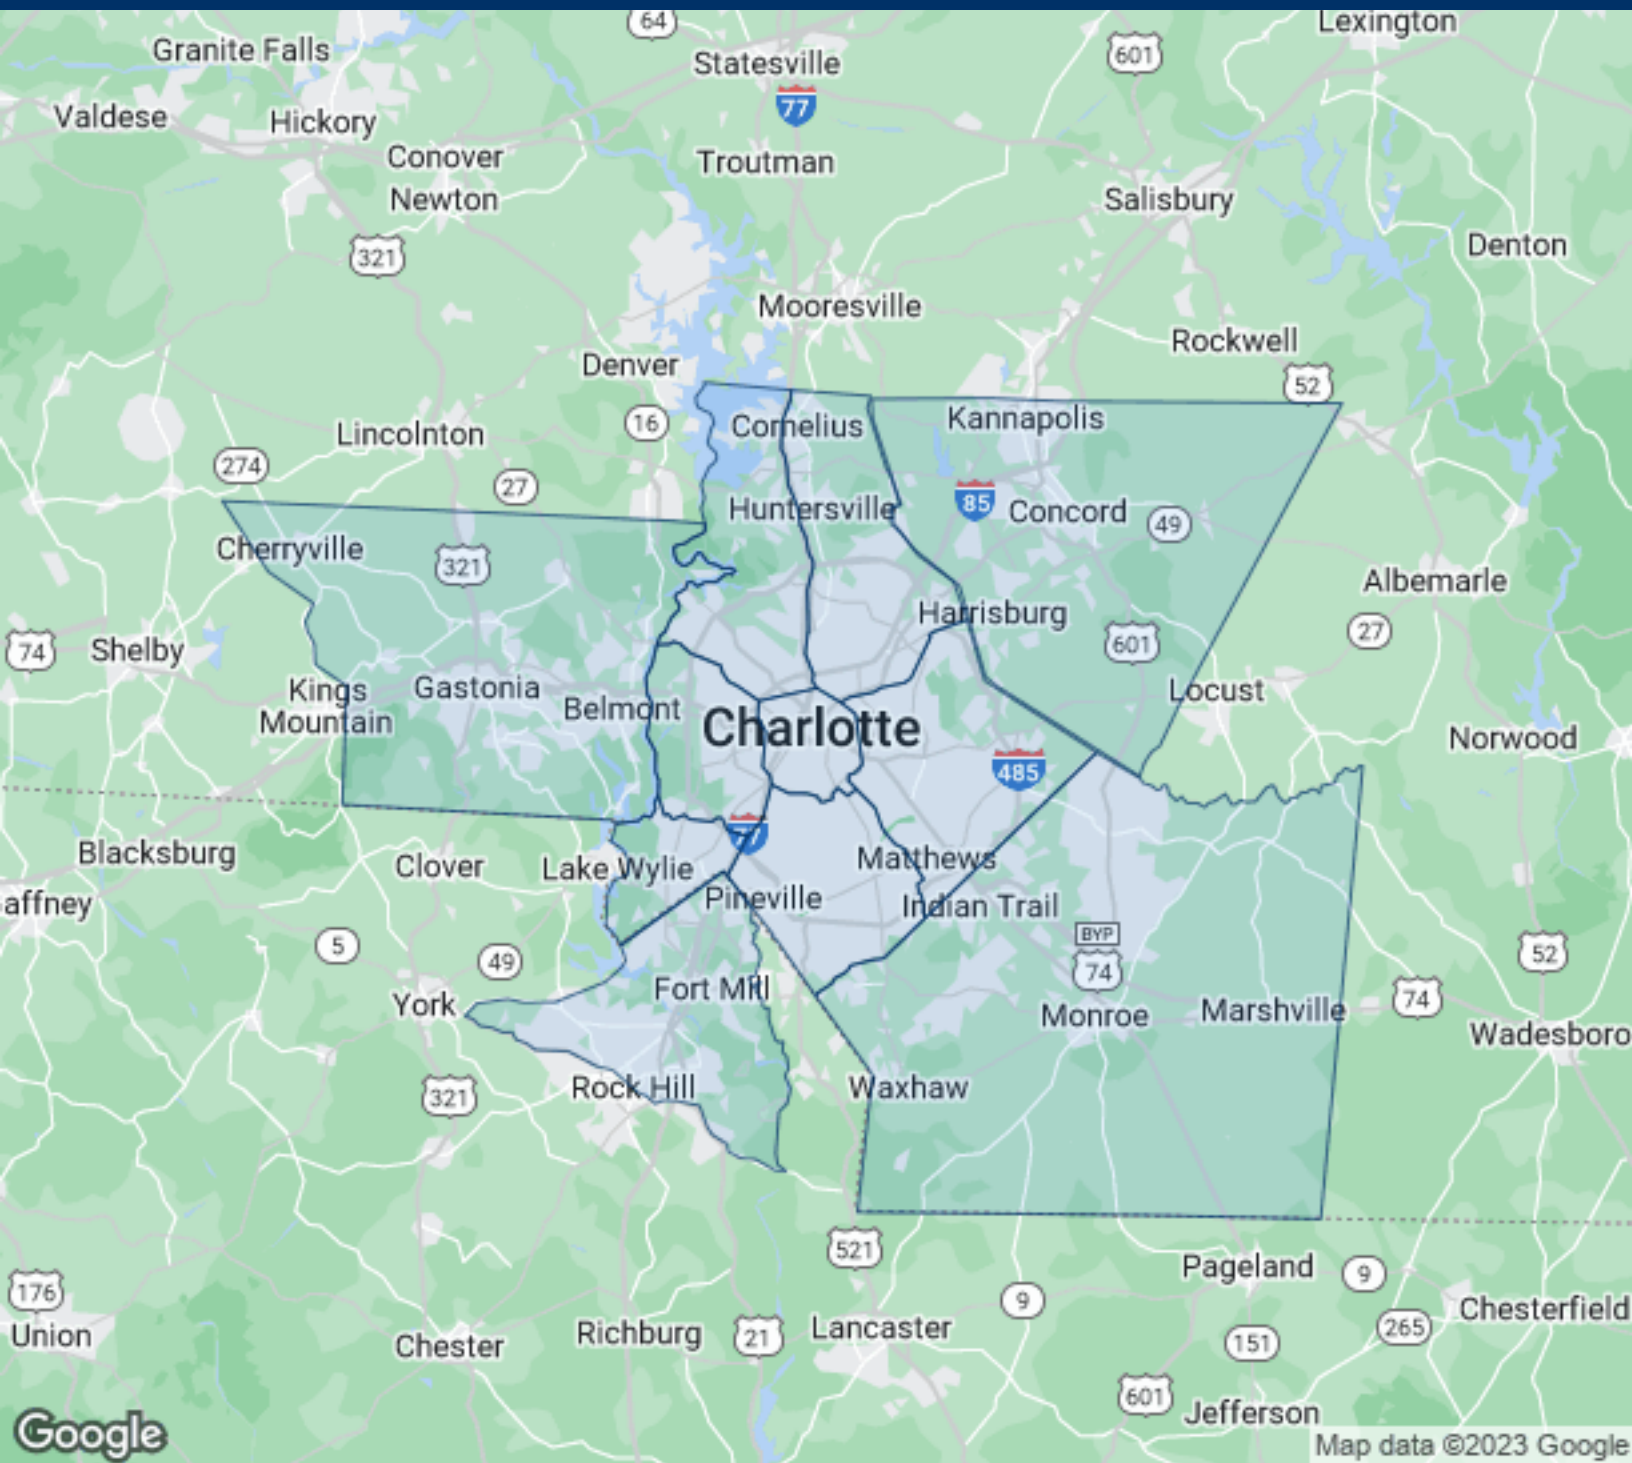 64
Lexington
Granite Falls
601
Statesville
77
Valdese
Hickory
Conover
Troutman
Newton
Salisbury
Denton
321
Mooresville
Rockwell
Denver
52
16
Cornelius
Kannapolis
Lincolnton
274
27
Huntersville
85
Concord
49
Cherryville
321
Albemarle
Harrisburg
27
601
74
Shelby
Kings
Mountain
Gastonia
Belmont
Locust
Charlotte
Norwood
485
77
Blacksburg
Clover
Lake Wylie
Matthews
Pineville
Indian Trail
affney
BYP
5
49
52
74
Fort Mill
York
74
Monroe
Marshville
Wadesboro
321
Rock Hill
Waxhaw
521
Pageland
9
176
9
Chesterfield
Union
Chester
Richburg
21
Lancaster
151
265
601
Jefferson
Google
Map data ©2023 Google